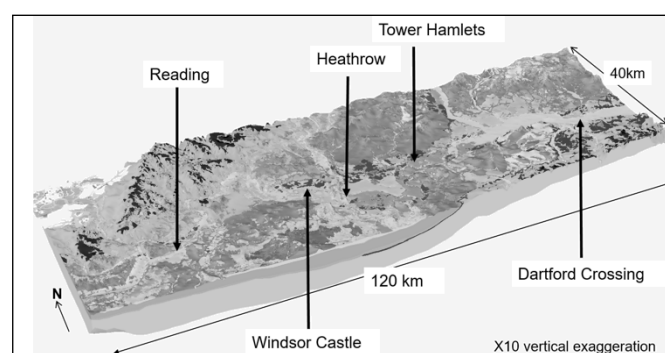 Tower Hamlets
Heathrow
Reading
40km
N
120 km
Dartford Crossing
Windsor Castle
X10 vertical exaggeration